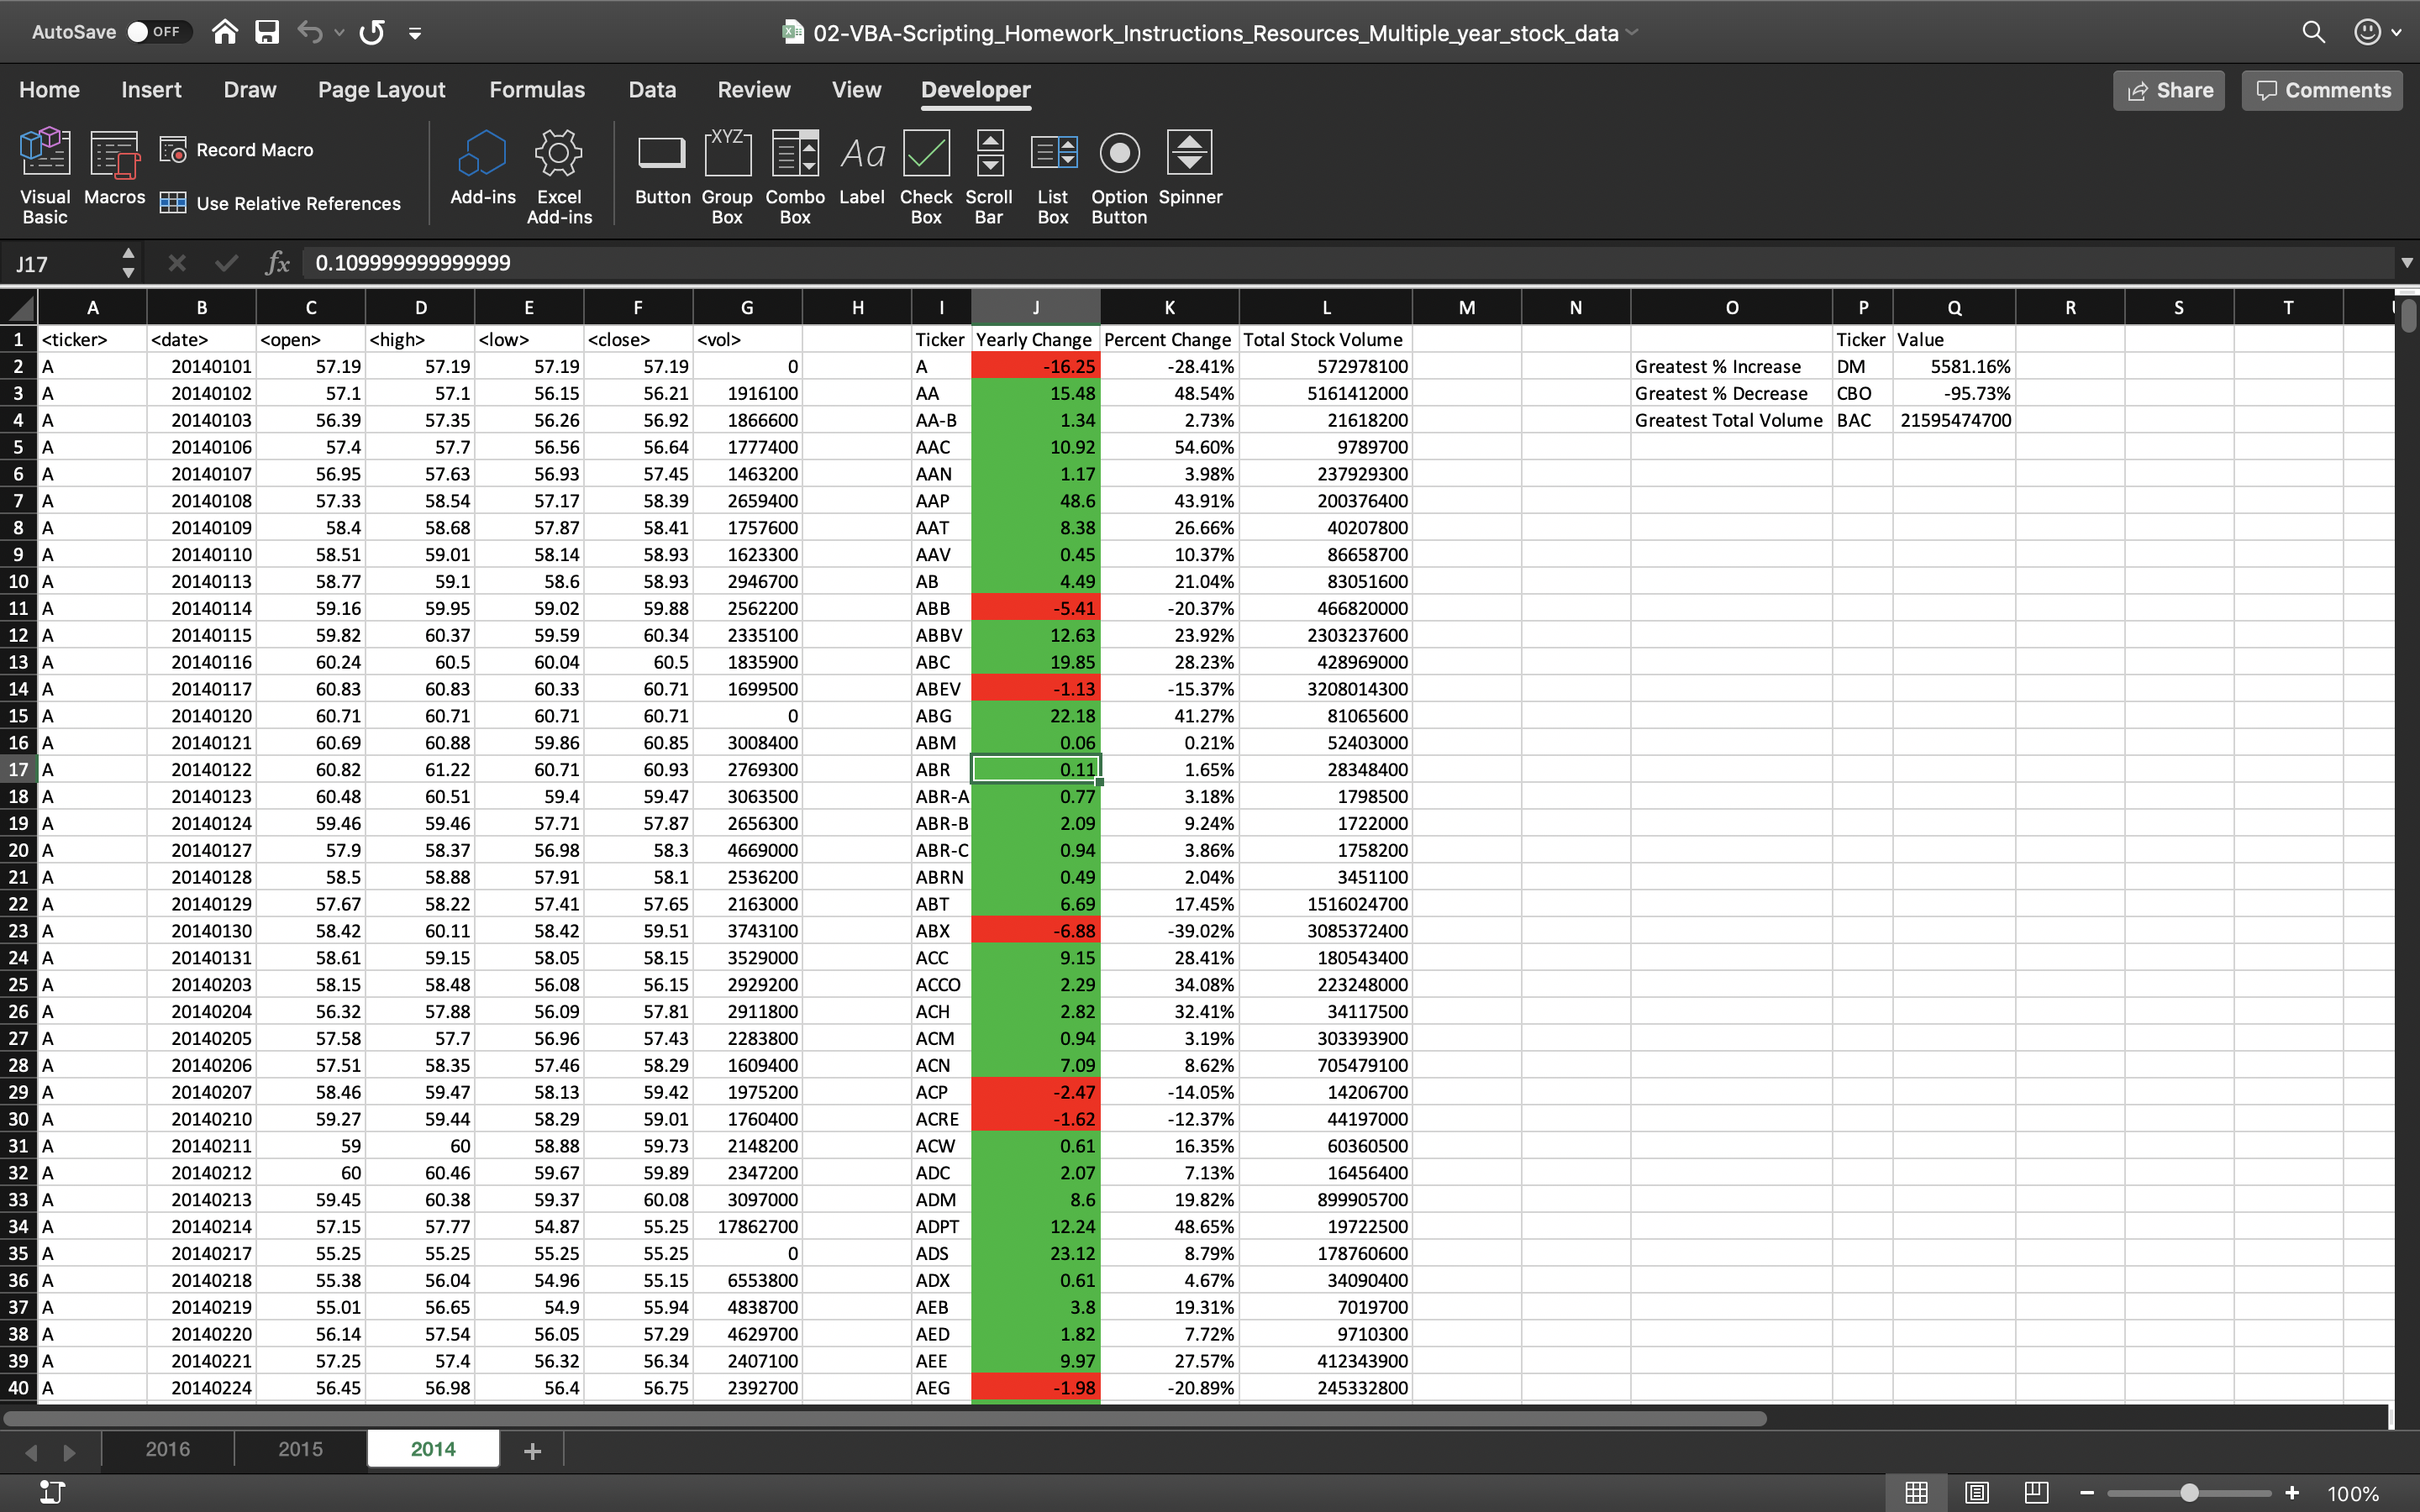 AutoSave OFF 02-VBA-Scripting_Homework_Instructions_Resources_Multiple_year_stock_data
Home Insert Draw Page Layout Formulas Data Review View Developer Share Comments
Visual Basic Macros Record Macro Use Relative References Add-ins Excel Add-ins Button XYZ Group Box Combo Box Aa Label Check Box Scroll Bar List Box Option Button Spinner
J17 fx 0.109999999999999
A B C D E F G H I J K L M N O P Q R S T
1 <ticker> <date> <open> <high> <low> <close> <vol> Ticker Yearly Change Percent Change Total Stock Volume Ticker Value
2 A 20140101 57.19 57.19 57.19 57.19 0 A -16.25 -28.41% 572978100 Greatest % Increase DM 5581.16%
3 A 20140102 57.1 57.1 56.15 56.21 1916100 AA 15.48 48.54% 5161412000 Greatest % Decrease CBO -95.73%
4 A 20140103 56.39 57.35 56.26 56.92 1866600 AA-B 1.34 2.73% 21618200 Greatest Total Volume BAC 21595474700
5 A 20140106 57.4 57.7 56.56 56.64 1777400 AAC 10.92 54.60% 9789700
6 A 20140107 56.95 57.63 56.93 57.45 1463200 AAN 1.17 3.98% 237929300
7 A 20140108 57.33 58.54 57.17 58.39 2659400 AAP 48.6 43.91% 200376400
8 A 20140109 58.4 58.68 57.87 58.41 1757600 AAT 8.38 26.66% 40207800
9 A 20140110 58.51 59.01 58.14 58.93 1623300 AAV 0.45 10.37% 86658700
10 A 20140113 58.77 59.1 58.6 58.93 2946700 AB 4.49 21.04% 83051600
11 A 20140114 59.16 59.95 59.02 59.88 2562200 ABB -5.41 -20.37% 466820000
12 A 20140115 59.82 60.37 59.59 60.34 2335100 ABBV 12.63 23.92% 2303237600
13 A 20140116 60.24 60.5 60.04 60.5 1835900 ABC 19.85 28.23% 428969000
14 A 20140117 60.83 60.83 60.33 60.71 1699500 ABEV -1.13 -15.37% 3208014300
15 A 20140120 60.71 60.71 60.71 60.71 0 ABG 22.18 41.27% 81065600
16 A 20140121 60.69 60.88 59.86 60.85 3008400 ABM 0.06 0.21% 52403000
17 A 20140122 60.82 61.22 60.71 60.93 2769300 ABR 0.11 1.65% 28348400
18 A 20140123 60.48 60.51 59.4 59.47 3063500 ABR-A 0.77 3.18% 1798500
19 A 20140124 59.46 59.46 57.71 57.87 2656300 ABR-B 2.09 9.24% 1722000
20 A 20140127 57.9 58.37 56.98 58.3 4669000 ABR-C 0.94 3.86% 1758200
21 A 20140128 58.5 58.88 57.91 58.1 2536200 ABRN 0.49 2.04% 3451100
22 A 20140129 57.67 58.22 57.41 57.65 2163000 ABT 6.69 17.45% 1516024700
23 A 20140130 58.42 60.11 58.42 59.51 3743100 ABX -6.88 -39.02% 3085372400
24 A 20140131 58.61 59.15 58.05 58.15 3529000 ACC 9.15 28.41% 180543400
25 A 20140203 58.15 58.48 56.08 56.15 2929200 ACCO 2.29 34.08% 223248000
26 A 20140204 56.32 57.88 56.09 57.81 2911800 ACH 2.82 32.41% 34117500
27 A 20140205 57.58 57.7 56.96 57.43 2283800 ACM 0.94 3.19% 303393900
28 A 20140206 57.51 58.35 57.46 58.29 1609400 ACN 7.09 8.62% 705479100
29 A 20140207 58.46 59.47 58.13 59.42 1975200 ACP -2.47 -14.05% 14206700
30 A 20140210 59.27 59.44 58.29 59.01 1760400 ACRE -1.62 -12.37% 44197000
31 A 20140211 59 60 58.88 59.73 2148200 ACW 0.61 16.35% 60360500
32 A 20140212 60 60.46 59.67 59.89 2347200 ADC 2.07 7.13% 16456400
33 A 20140213 59.45 60.38 59.37 60.08 3097000 ADM 8.6 19.82% 899905700
34 A 20140214 57.15 57.77 54.87 55.25 17862700 ADPT 12.24 48.65% 19722500
35 A 20140217 55.25 55.25 55.25 55.25 0 ADS 23.12 8.79% 178760600
36 A 20140218 55.38 56.04 54.96 55.15 6553800 ADX 0.61 4.67% 34090400
37 A 20140219 55.01 56.65 54.9 55.94 4838700 AEB 3.8 19.31% 7019700
38 A 20140220 56.14 57.54 56.05 57.29 4629700 AED 1.82 7.72% 9710300
39 A 20140221 57.25 57.4 56.32 56.34 2407100 AEE 9.97 27.57% 412343900
40 A 20140224 56.45 56.98 56.4 56.75 2392700 AEG -1.98 -20.89% 245332800
2016 2015 2014 +
100%